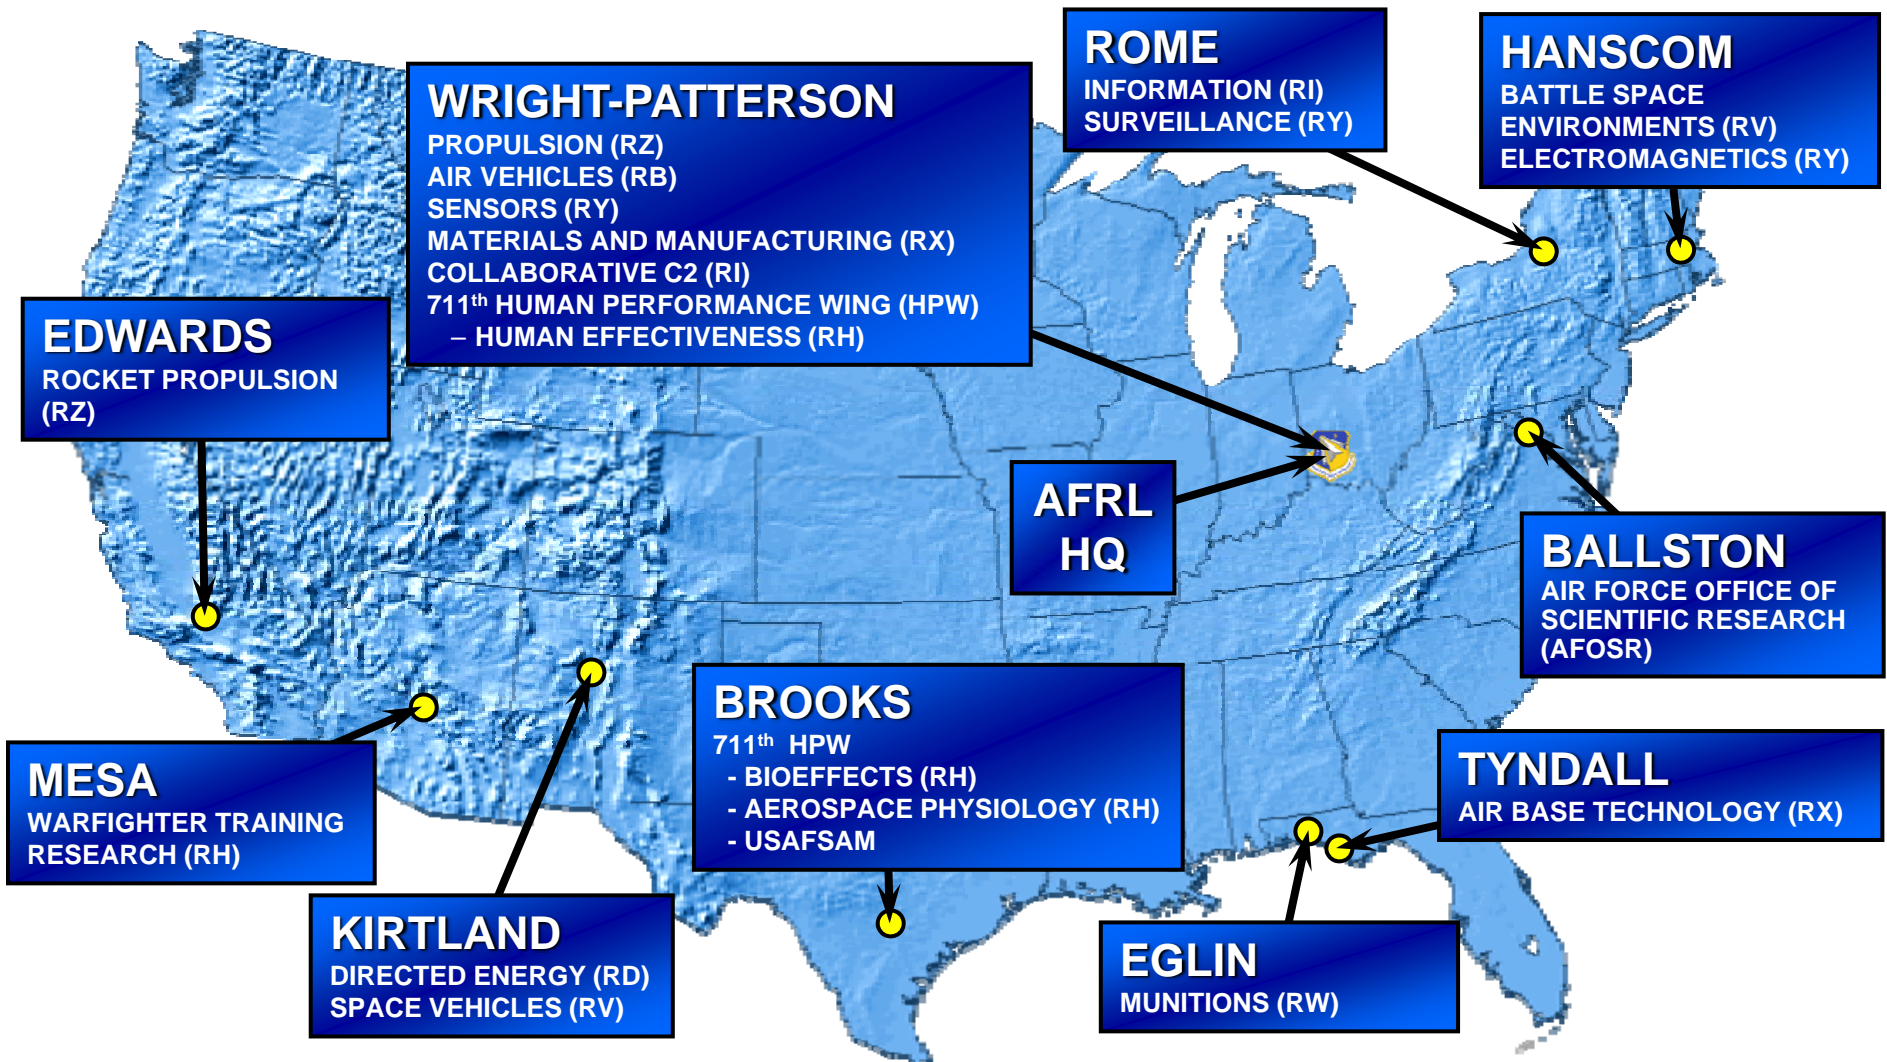 ROME
INFORMATION (RI)
SURVEILLANCE (RY)
HANSCOM
BATTLE SPACE
ENVIRONMENTS (RV)
ELECTROMAGNETICS (RY)
WRIGHT-PATTERSON
PROPULSION (RZ)
AIR VEHICLES (RB)
SENSORS (RY)
MATERIALS AND MANUFACTURING (RX)
COLLABORATIVE C2 (RI)
711th HUMAN PERFORMANCE WING (HPW)
– HUMAN EFFECTIVENESS (RH)
EDWARDS
ROCKET PROPULSION
(RZ)
AFRL
HQ
BALLSTON
AIR FORCE OFFICE OF
SCIENTIFIC RESEARCH
(AFOSR)
BROOKS
711th HPW
- BIOEFFECTS (RH)
- AEROSPACE PHYSIOLOGY (RH)
- USAFSAM
MESA
WARFIGHTER TRAINING
RESEARCH (RH)
TYNDALL
AIR BASE TECHNOLOGY (RX)
KIRTLAND
DIRECTED ENERGY (RD)
SPACE VEHICLES (RV)
EGLIN
MUNITIONS (RW)